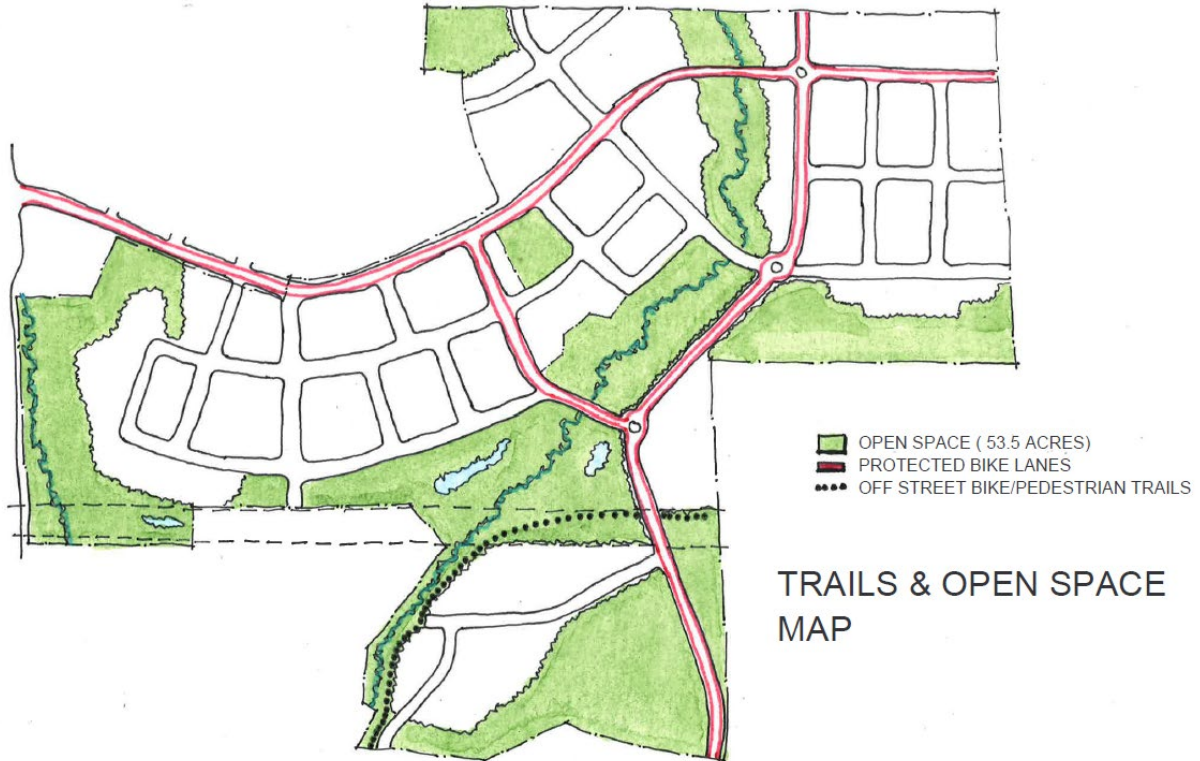 OPEN SPACE ( 53.5 ACRES)
PROTECTED BIKE LANES
OFF STREET BIKE/PEDESTRIAN TRAILS
TRAILS & OPEN SPACE
MAP